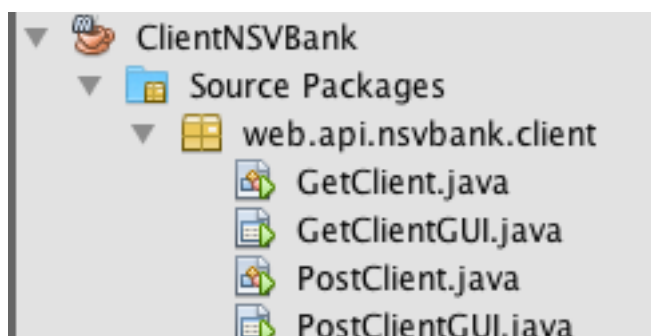 ClientNSVBank
Source Packages
web.api.nsvbank.client
GetClient.java
GetClientGUI.java
PostClient.java
PostClientGUI.java